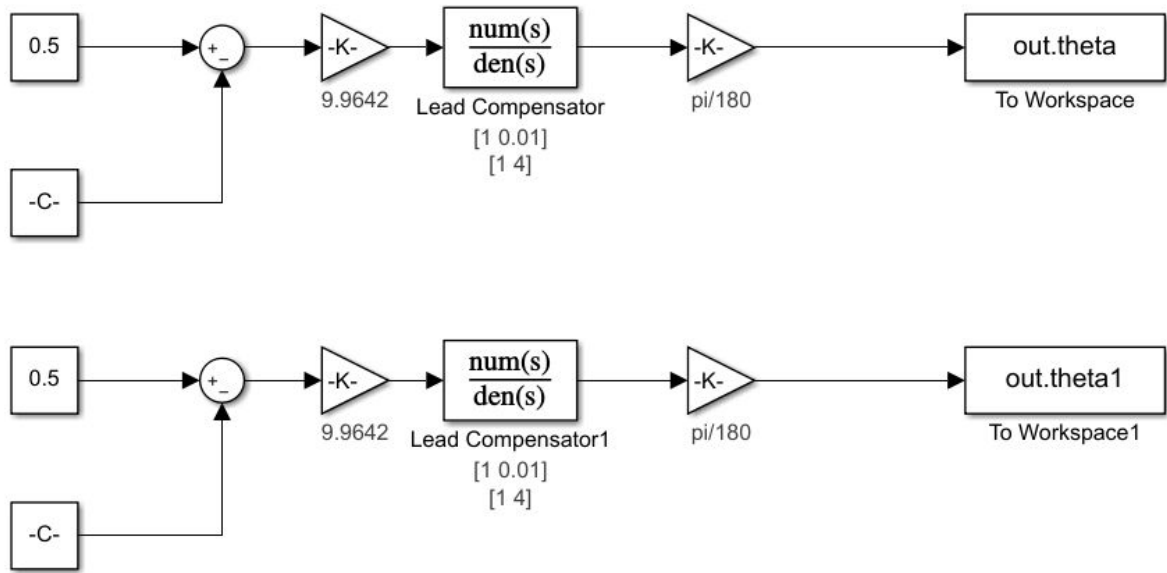 0.5
+
_
-K-
9.9642
num(s)
den(s)
Lead Compensator
[1 0.01]
[1 4]
-K-
pi/180
out.theta
To Workspace
-C-
0.5
+
_
-K-
9.9642
num(s)
den(s)
Lead Compensator1
[1 0.01]
[1 4]
-K-
pi/180
out.theta1
To Workspace1
-C-